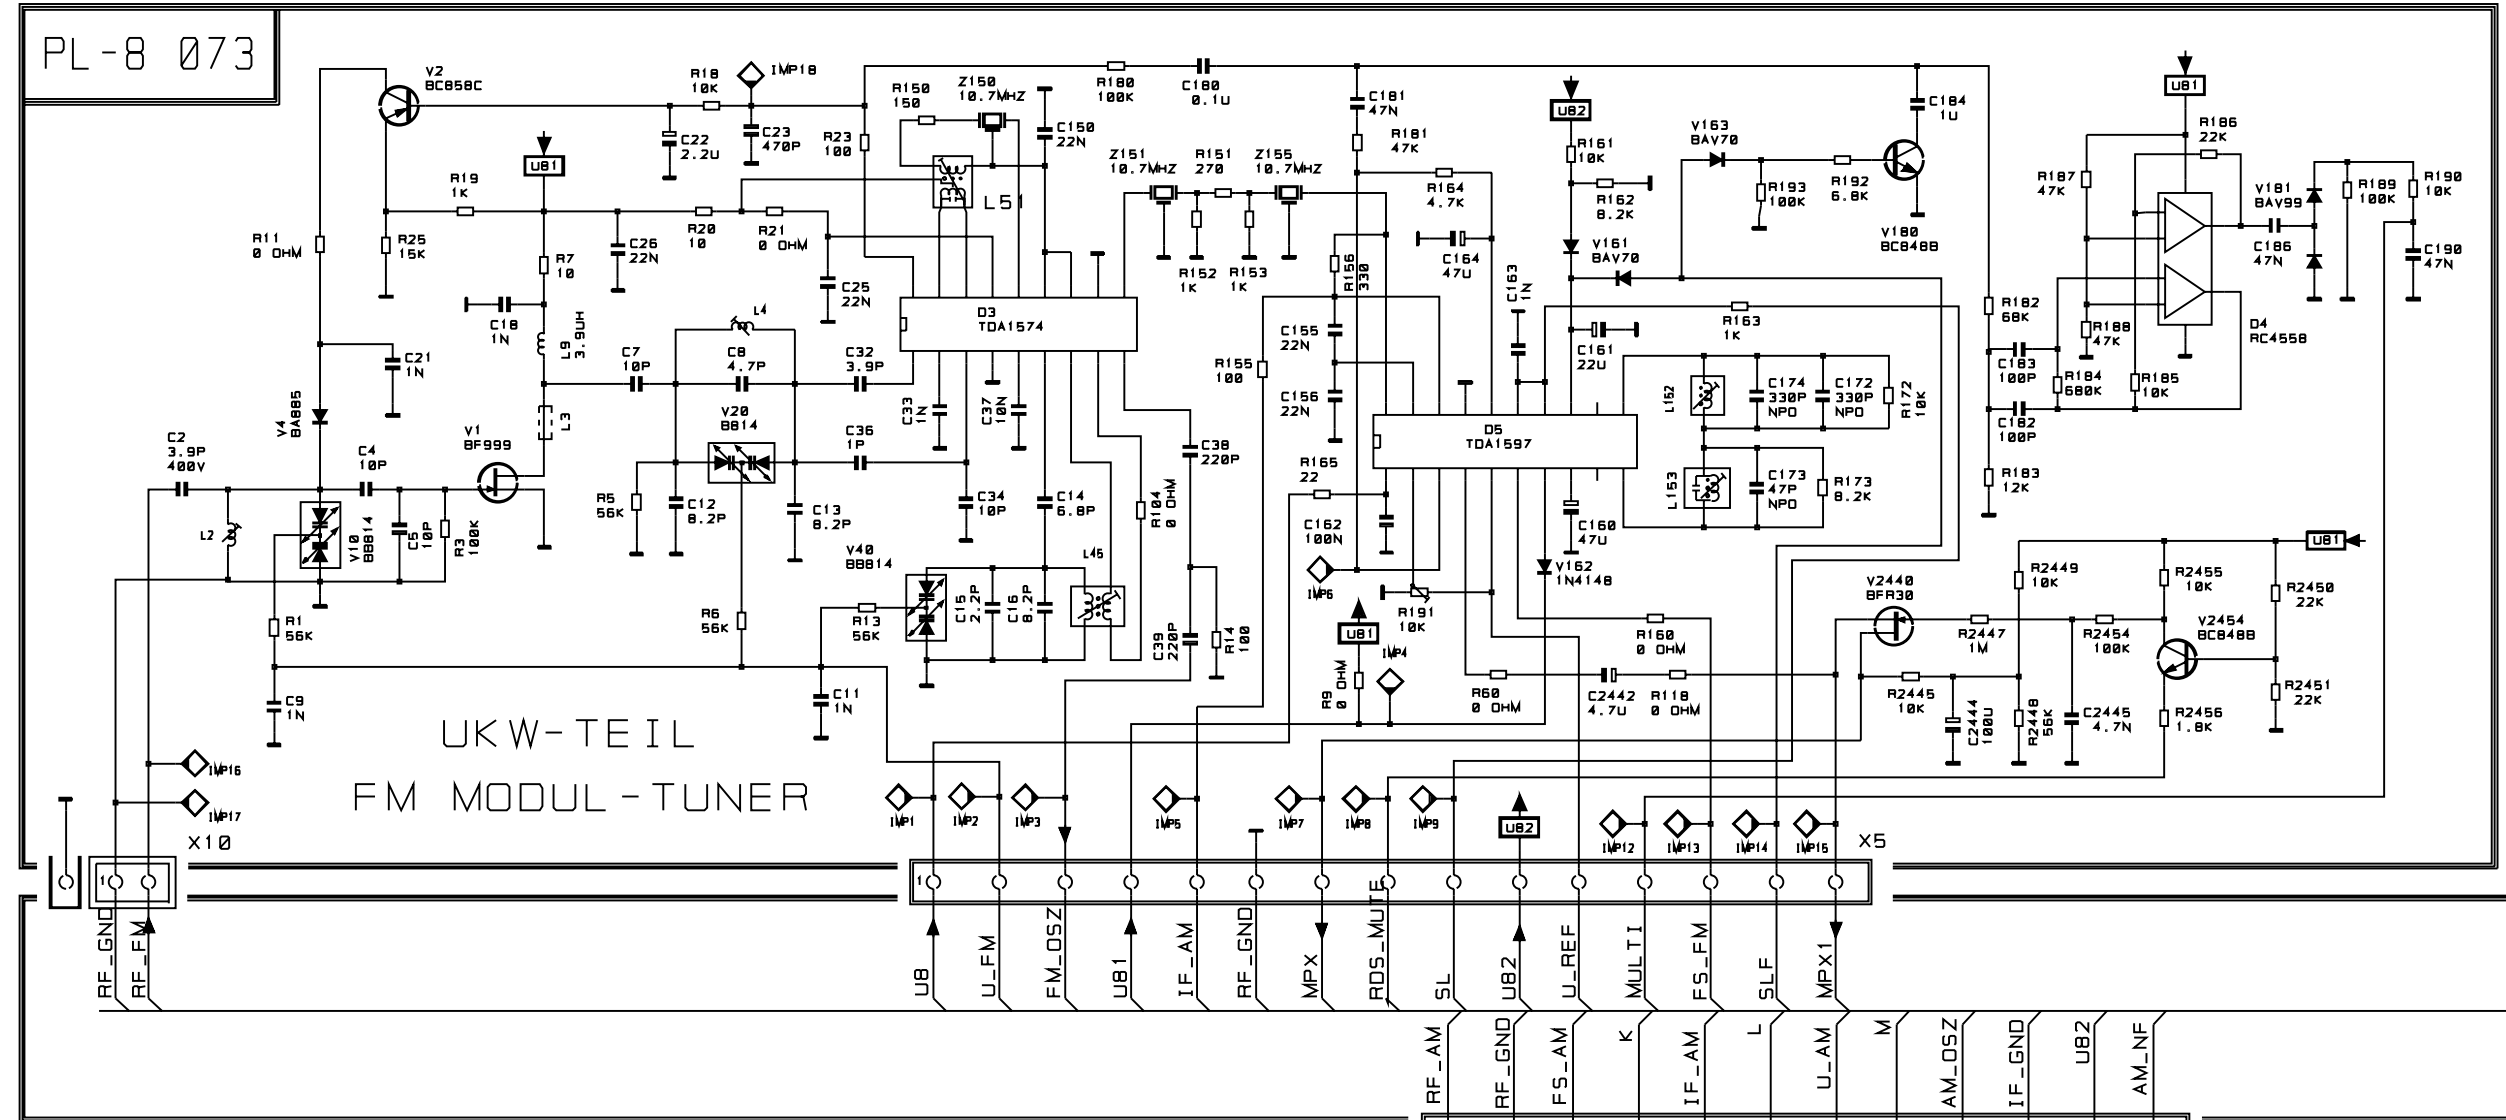 PL-8 073
V2
BC858C
R18
10K
IMP18
R150
150
Z150
10.7MHZ
R180
100K
C180
0.1U
C181
47N
U82
C184
1U
U81
C22
2.2U
C23
470P
R23
100
C150
22N
R181
47K
V163
BAV70
R186
22K
U81
Z151
10.7MHZ
R151
270
Z155
10.7MHZ
R161
10K
R19
1K
R164
4.7K
R162
8.2K
R193
100K
R192
6.8K
R187
47K
V181
BAV99
R189
100K
R190
10K
L51
R11
0 OHM
R25
15K
C26
22N
R20
10
R21
0 OHM
V161
BAV70
V180
BC848B
C186
47N
C190
47N
R7
10
R152
1K
R153
1K
R156
330
C164
47U
C163
1N
C25
22N
C18
1N
L9
3.9UH
L4
D3
TDA1574
R163
1K
R182
68K
R188
47K
D4
RC4558
C155
22N
C161
22U
C21
1N
C7
10P
C8
4.7P
C32
3.9P
R155
100
C183
100P
R184
680K
R185
10K
C156
22N
L152
C174
330P
NPO
C172
330P
NPO
R172
10K
V4
BA885
L3
V20
B814
C33
1N
C37
10N
C182
100P
V1
BF999
C36
1P
D5
TDA1597
C2
3.9P
400V
C4
10P
C38
220P
R165
22
L153
C173
47P
NPO
R173
8.2K
R183
12K
R5
56K
C12
8.2P
C13
8.2P
C34
10P
C14
6.8P
R104
0 OHM
C162
100N
C160
47U
L2
V10
BB814
C5
10P
R3
100K
V40
BB814
L45
IMP6
V162
1N4148
U81
R2449
10K
R2455
10K
R2450
22K
V2440
BFR30
R1
56K
R6
56K
R13
56K
C15
2.2P
C16
8.2P
C39
220P
R14
100
R191
10K
U81
IMP4
R160
0 OHM
R2447
1M
R2454
100K
V2454
BC848B
C9
1N
C11
1N
R9
0 OHM
R60
0 OHM
C2442
4.7U
R118
0 OHM
R2445
10K
C2444
100U
R2448
56K
C2445
4.7N
R2456
1.8K
R2451
22K
UKW-TEIL
FM MODUL-TUNER
IMP16
IMP17
X10
IMP1
IMP2
IMP3
IMP5
IMP7
IMP8
IMP9
U82
IMP12
IMP13
IMP14
IMP15
X5
1
1
RF_GND
RF_FM
U8
U_FM
FM_OSZ
U81
IF_AM
RF_GND
MPX
RDS_MUTE
SL
U82
U_REF
MULTI
FS_FM
SLF
MPX1
RF_AM
RF_GND
FS_AM
K
IF_AM
L
U_AM
M
AM_OSZ
IF_GND
U82
AM_NF